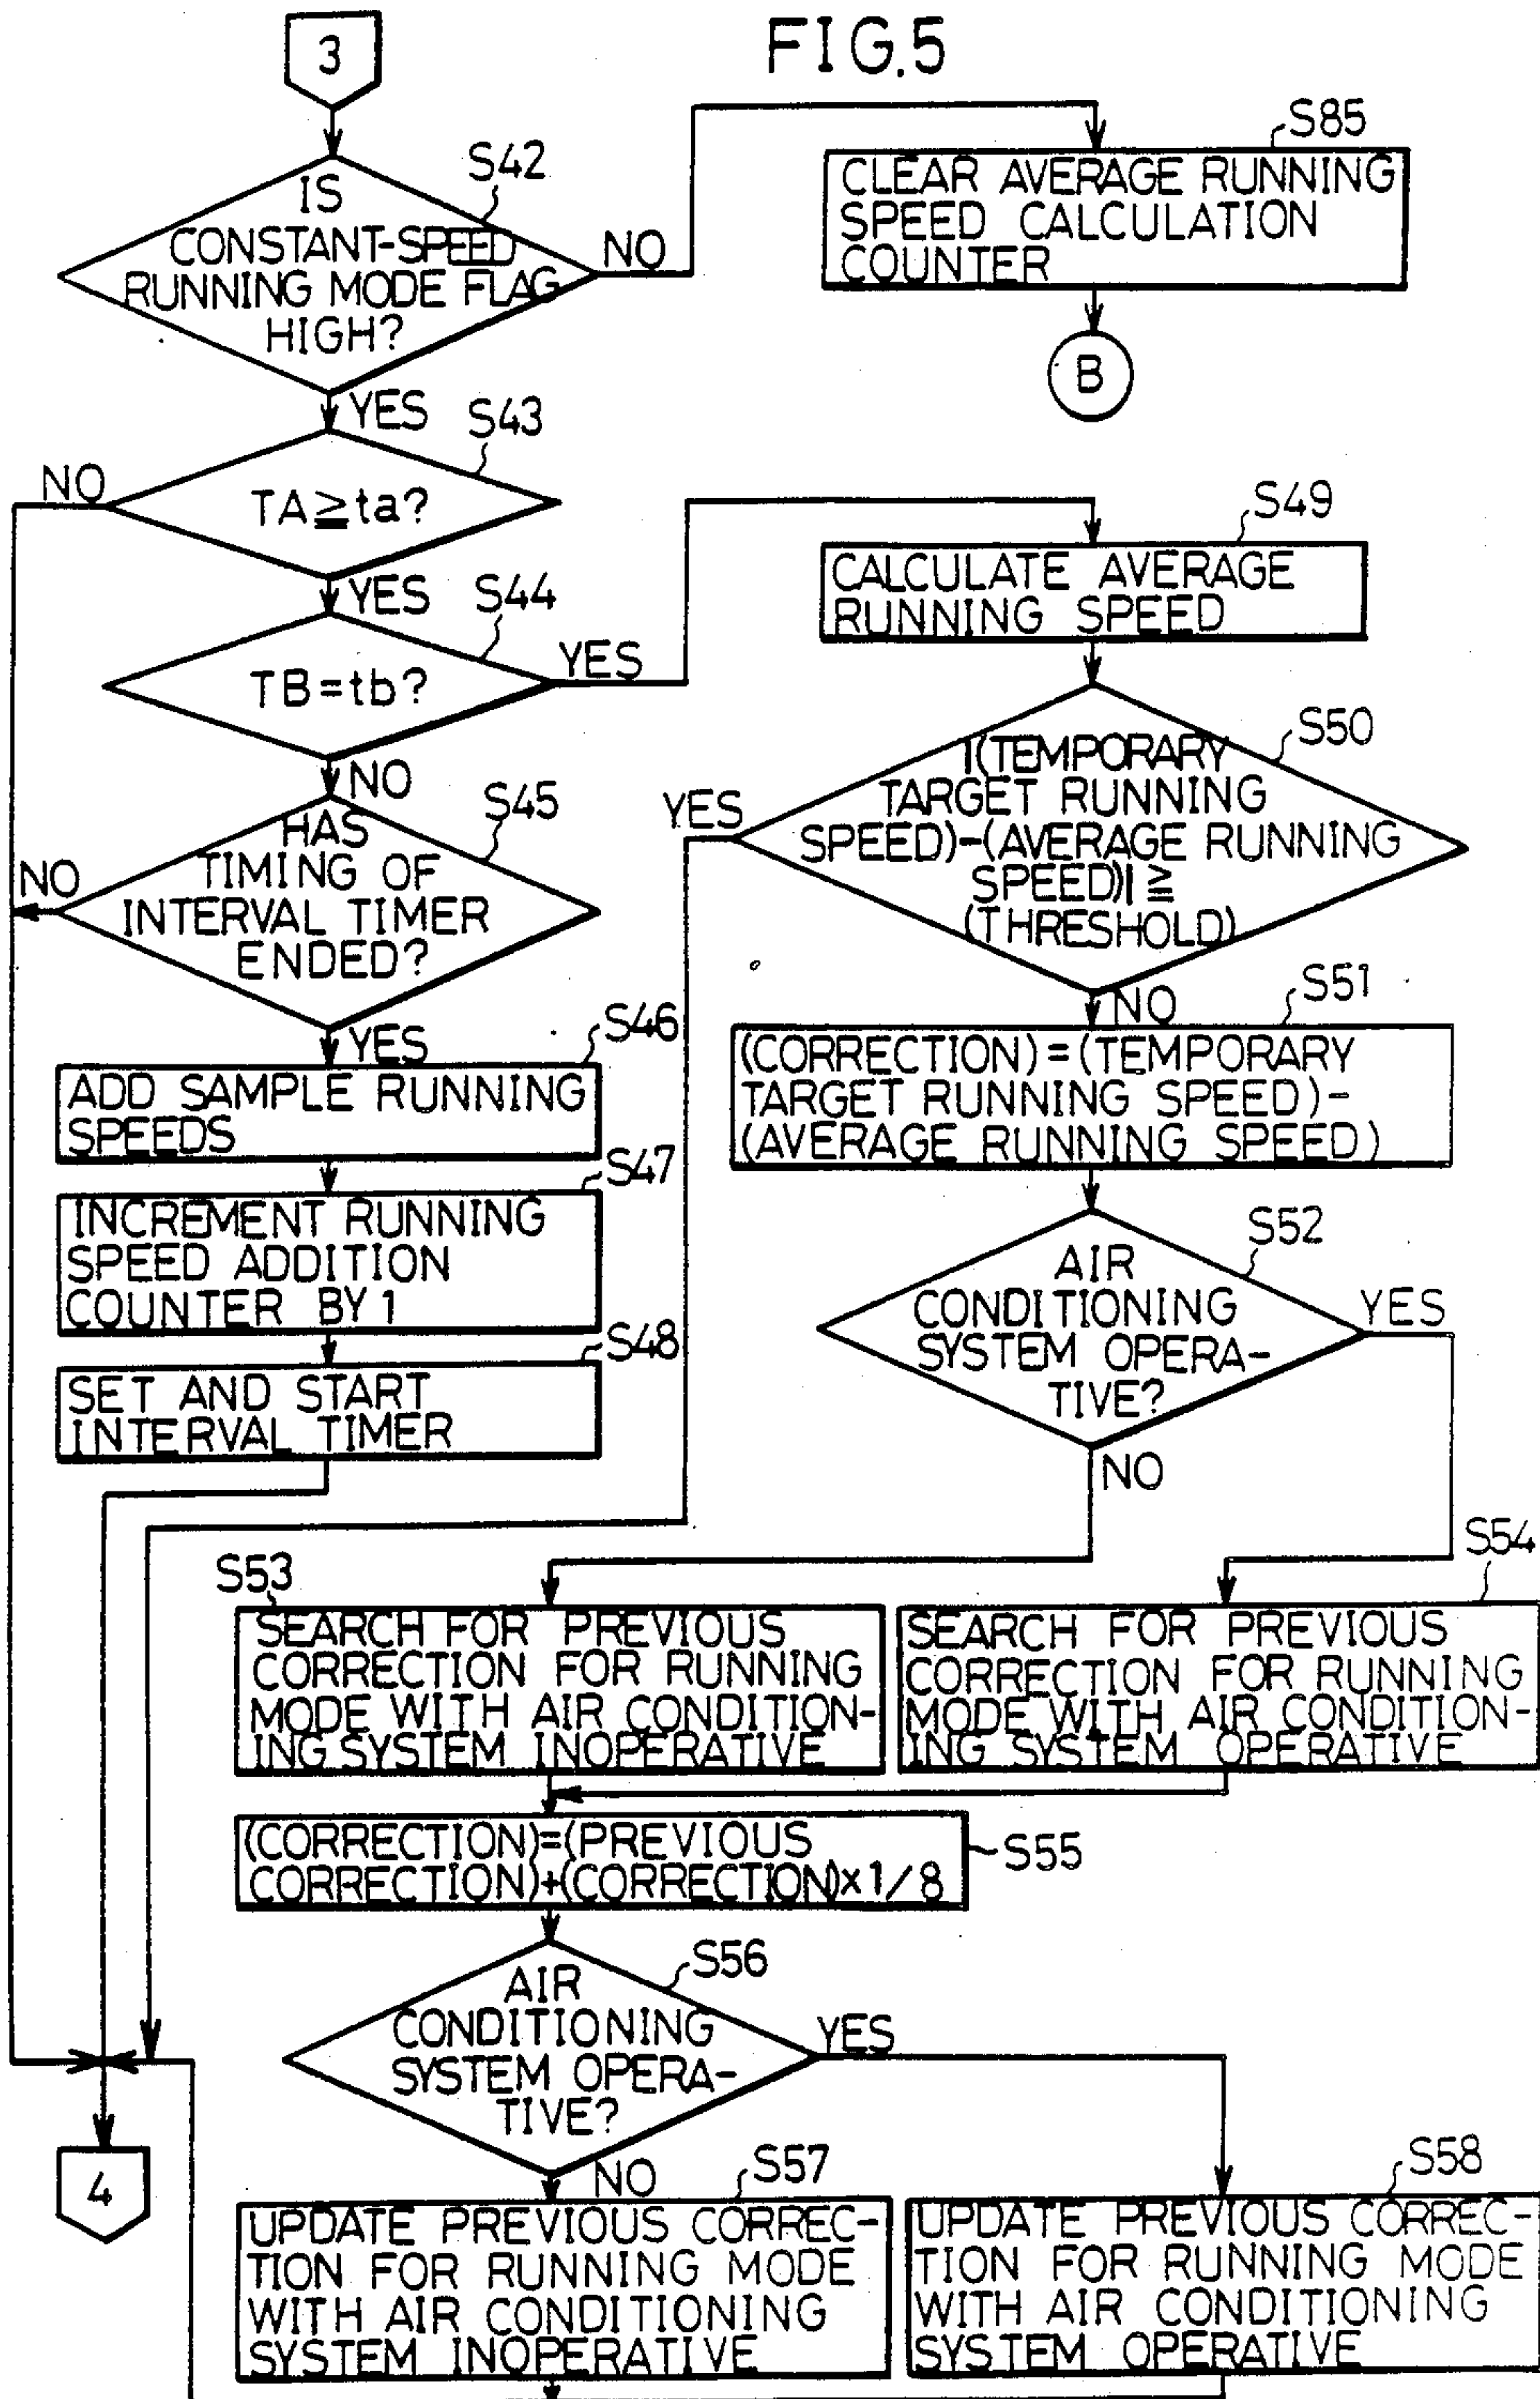 FIG.5
3
S42
IS
CONSTANT-SPEED
RUNNING MODE FLAG
HIGH?
NO
YES
S85
CLEAR AVERAGE RUNNING
SPEED CALCULATION
COUNTER
B
S43
TA≧ta?
NO
YES
S44
TB=tb?
YES
NO
S45
HAS
TIMING OF
INTERVAL TIMER
ENDED?
NO
YES
S46
ADD SAMPLE RUNNING
SPEEDS
S47
INCREMENT RUNNING
SPEED ADDITION
COUNTER BY 1
S48
SET AND START
INTERVAL TIMER
S49
CALCULATE AVERAGE
RUNNING SPEED
S50
|(TEMPORARY
TARGET RUNNING
SPEED)-(AVERAGE RUNNING
SPEED)| ≧
(THRESHOLD)
YES
NO
S51
(CORRECTION)=(TEMPORARY
TARGET RUNNING SPEED)-
(AVERAGE RUNNING SPEED)
S52
AIR
CONDITIONING
SYSTEM OPERA-
TIVE?
YES
NO
S53
SEARCH FOR PREVIOUS
CORRECTION FOR RUNNING
MODE WITH AIR CONDITION-
ING SYSTEM INOPERATIVE
S54
SEARCH FOR PREVIOUS
CORRECTION FOR RUNNING
MODE WITH AIR CONDITION-
ING SYSTEM OPERATIVE
(CORRECTION)=(PREVIOUS
CORRECTION)+(CORRECTION)×1/8
S55
S56
AIR
CONDITIONING
SYSTEM OPERA-
TIVE?
YES
NO
4
S57
UPDATE PREVIOUS CORREC-
TION FOR RUNNING MODE
WITH AIR CONDITIONING
SYSTEM INOPERATIVE
S58
UPDATE PREVIOUS CORREC-
TION FOR RUNNING MODE
WITH AIR CONDITIONING
SYSTEM OPERATIVE